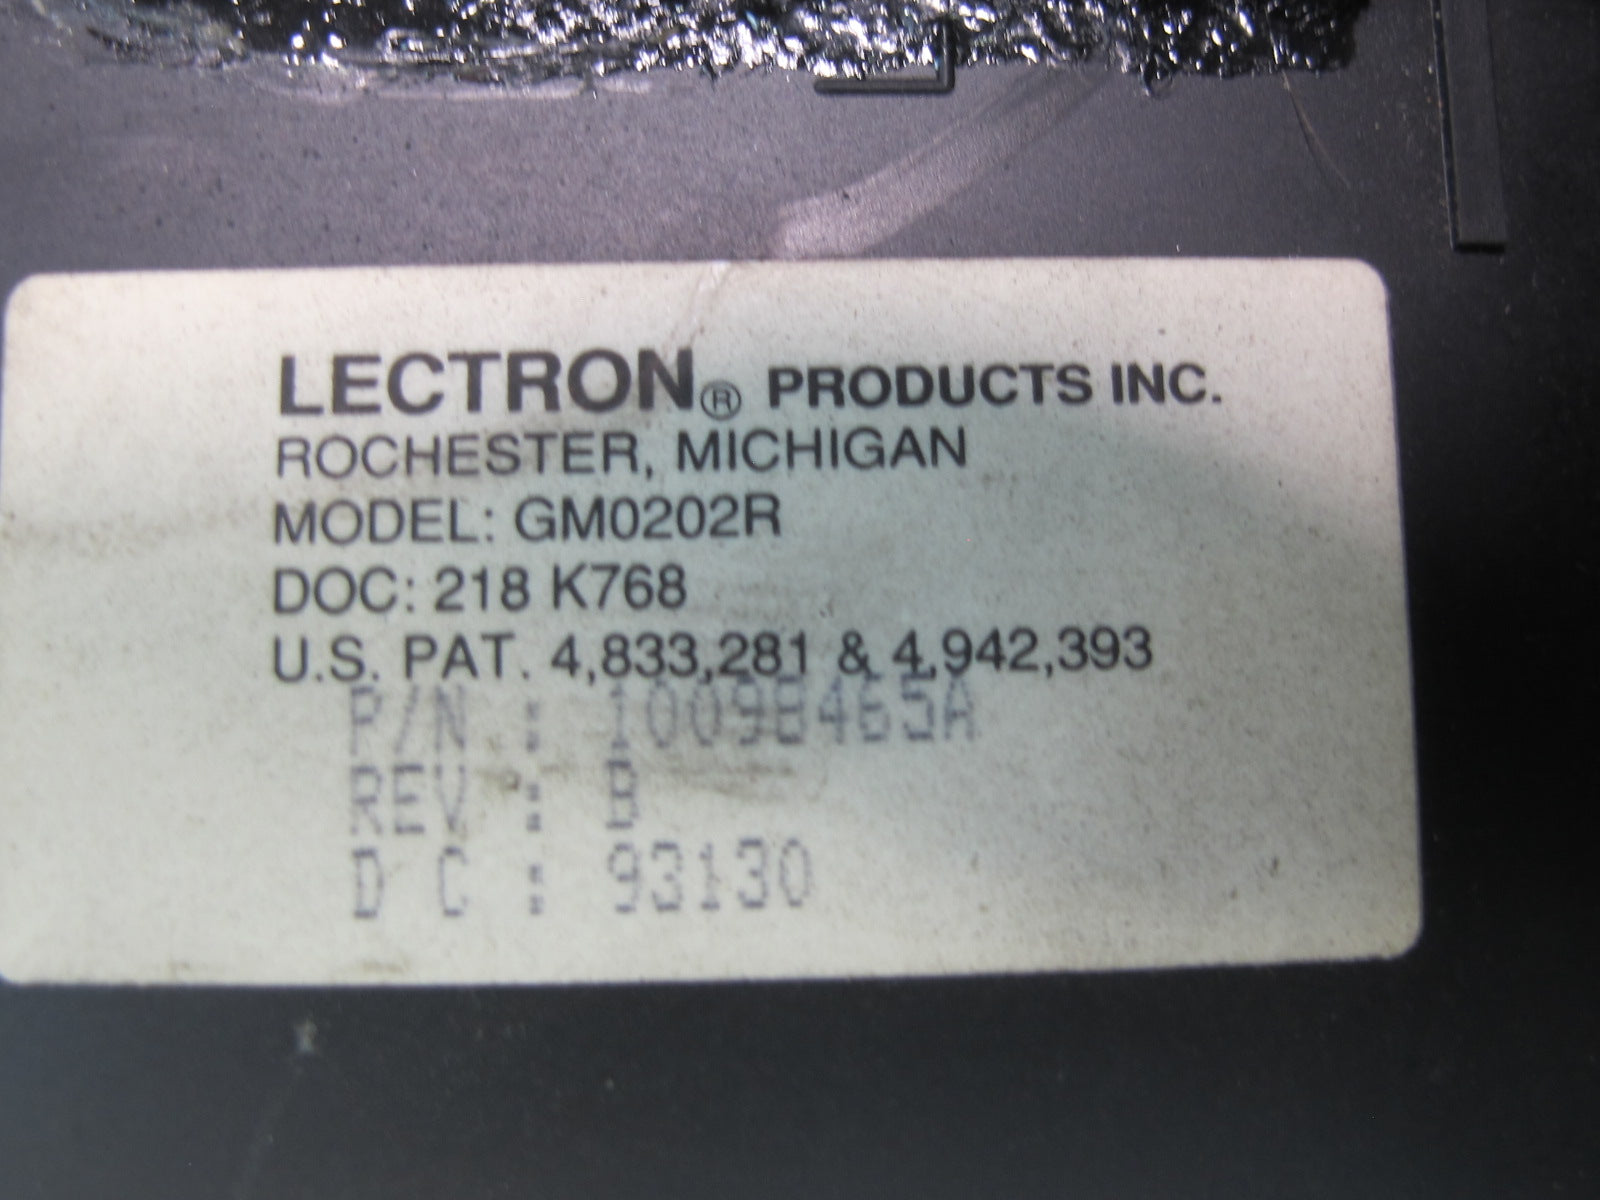 LECTRON® PRODUCTS INC.
ROCHESTER, MICHIGAN
MODEL: GM0202R
DOC: 218 K768
U.S. PAT. 4,833,281 & 4,942,393
P/N : 10098465A
REV : B
D C : 93130